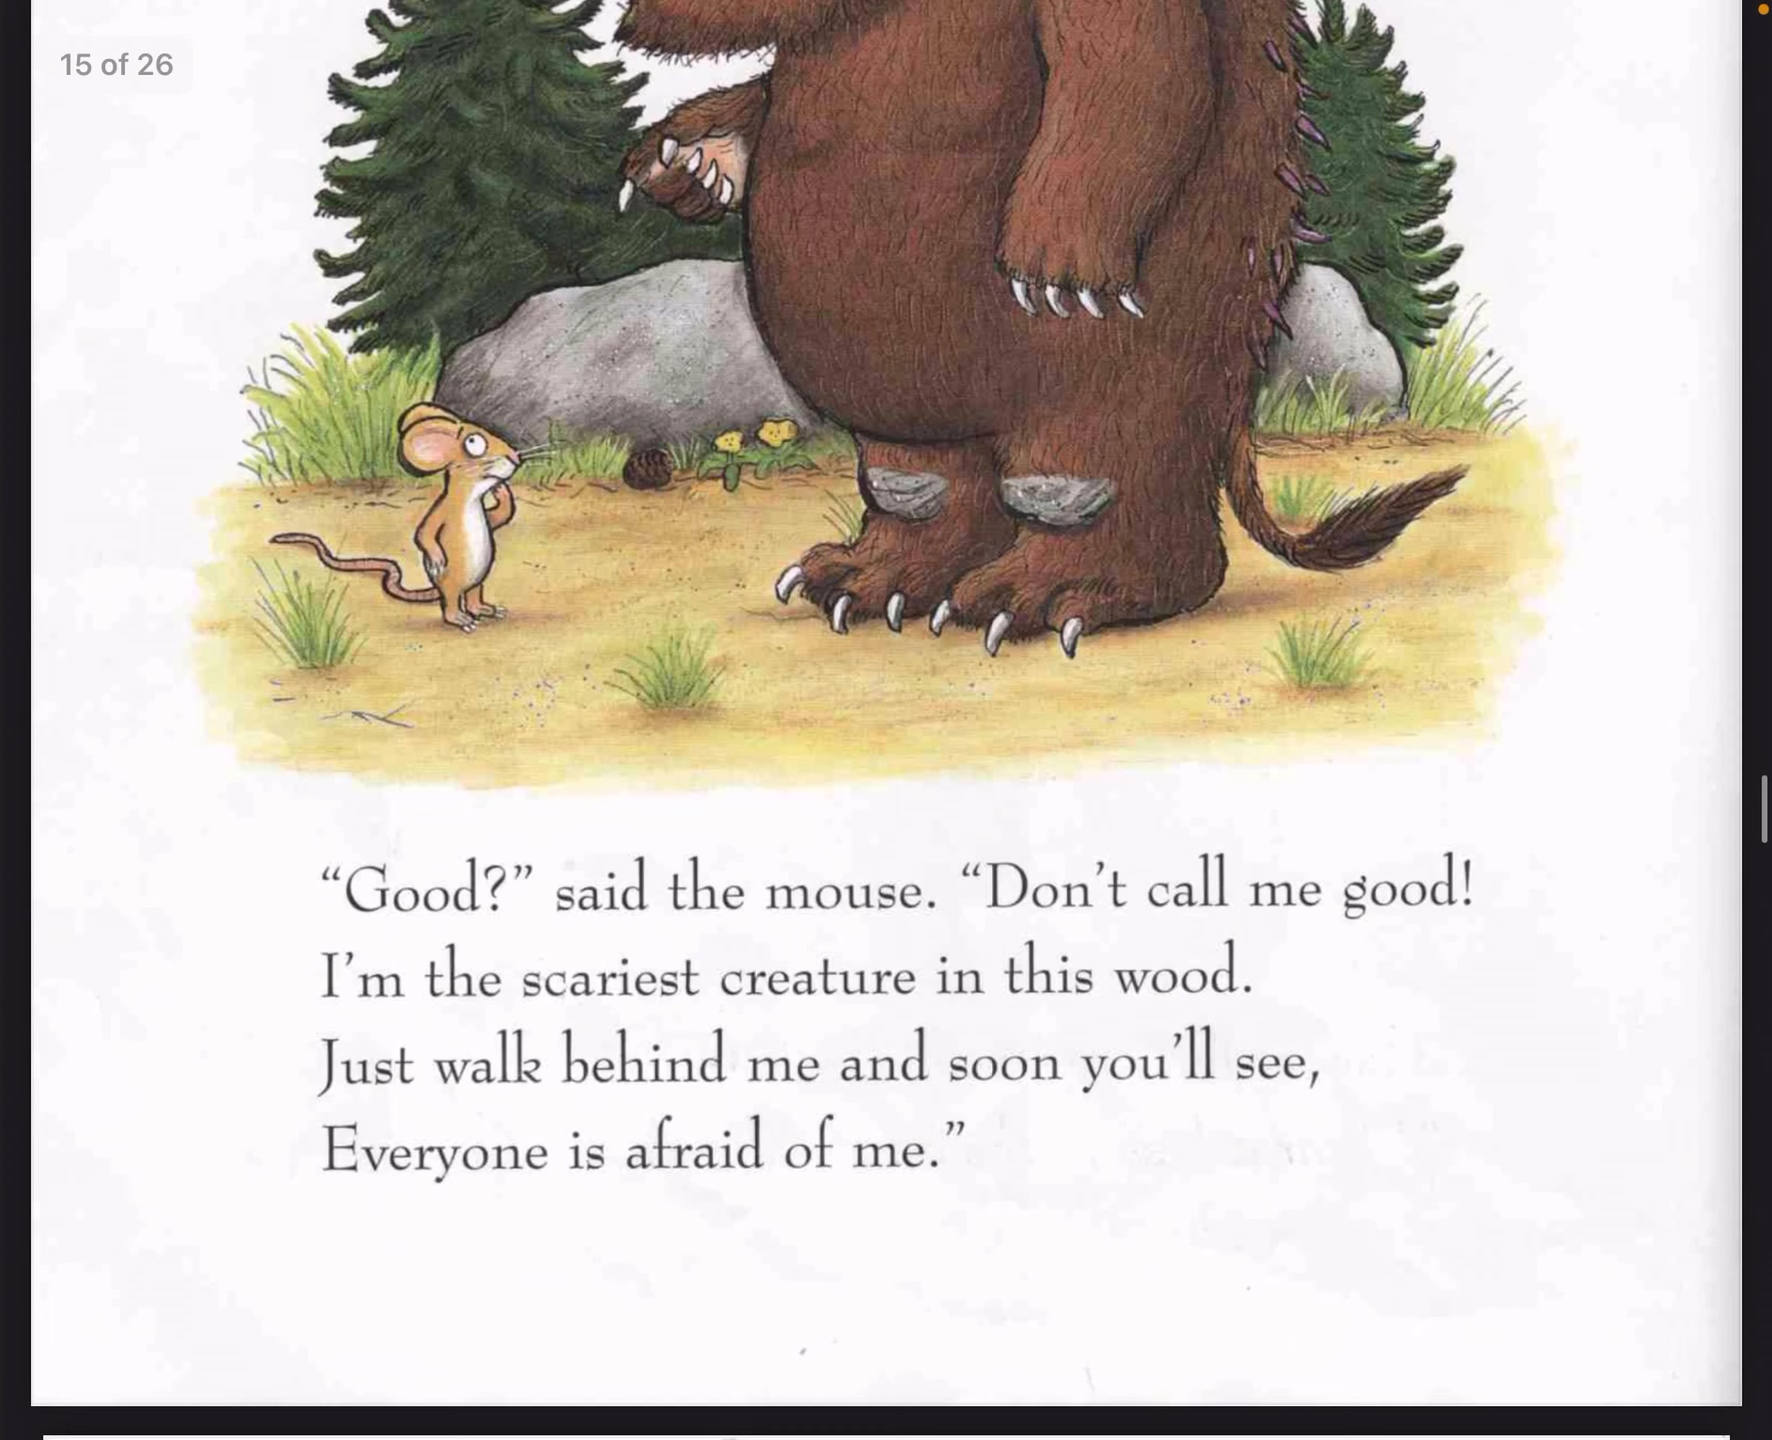 15 of 26
“Good?” said the mouse. “Don’t call me good!
I’m the scariest creature in this wood.
Just walk behind me and soon you’ll see,
Everyone is afraid of me.”